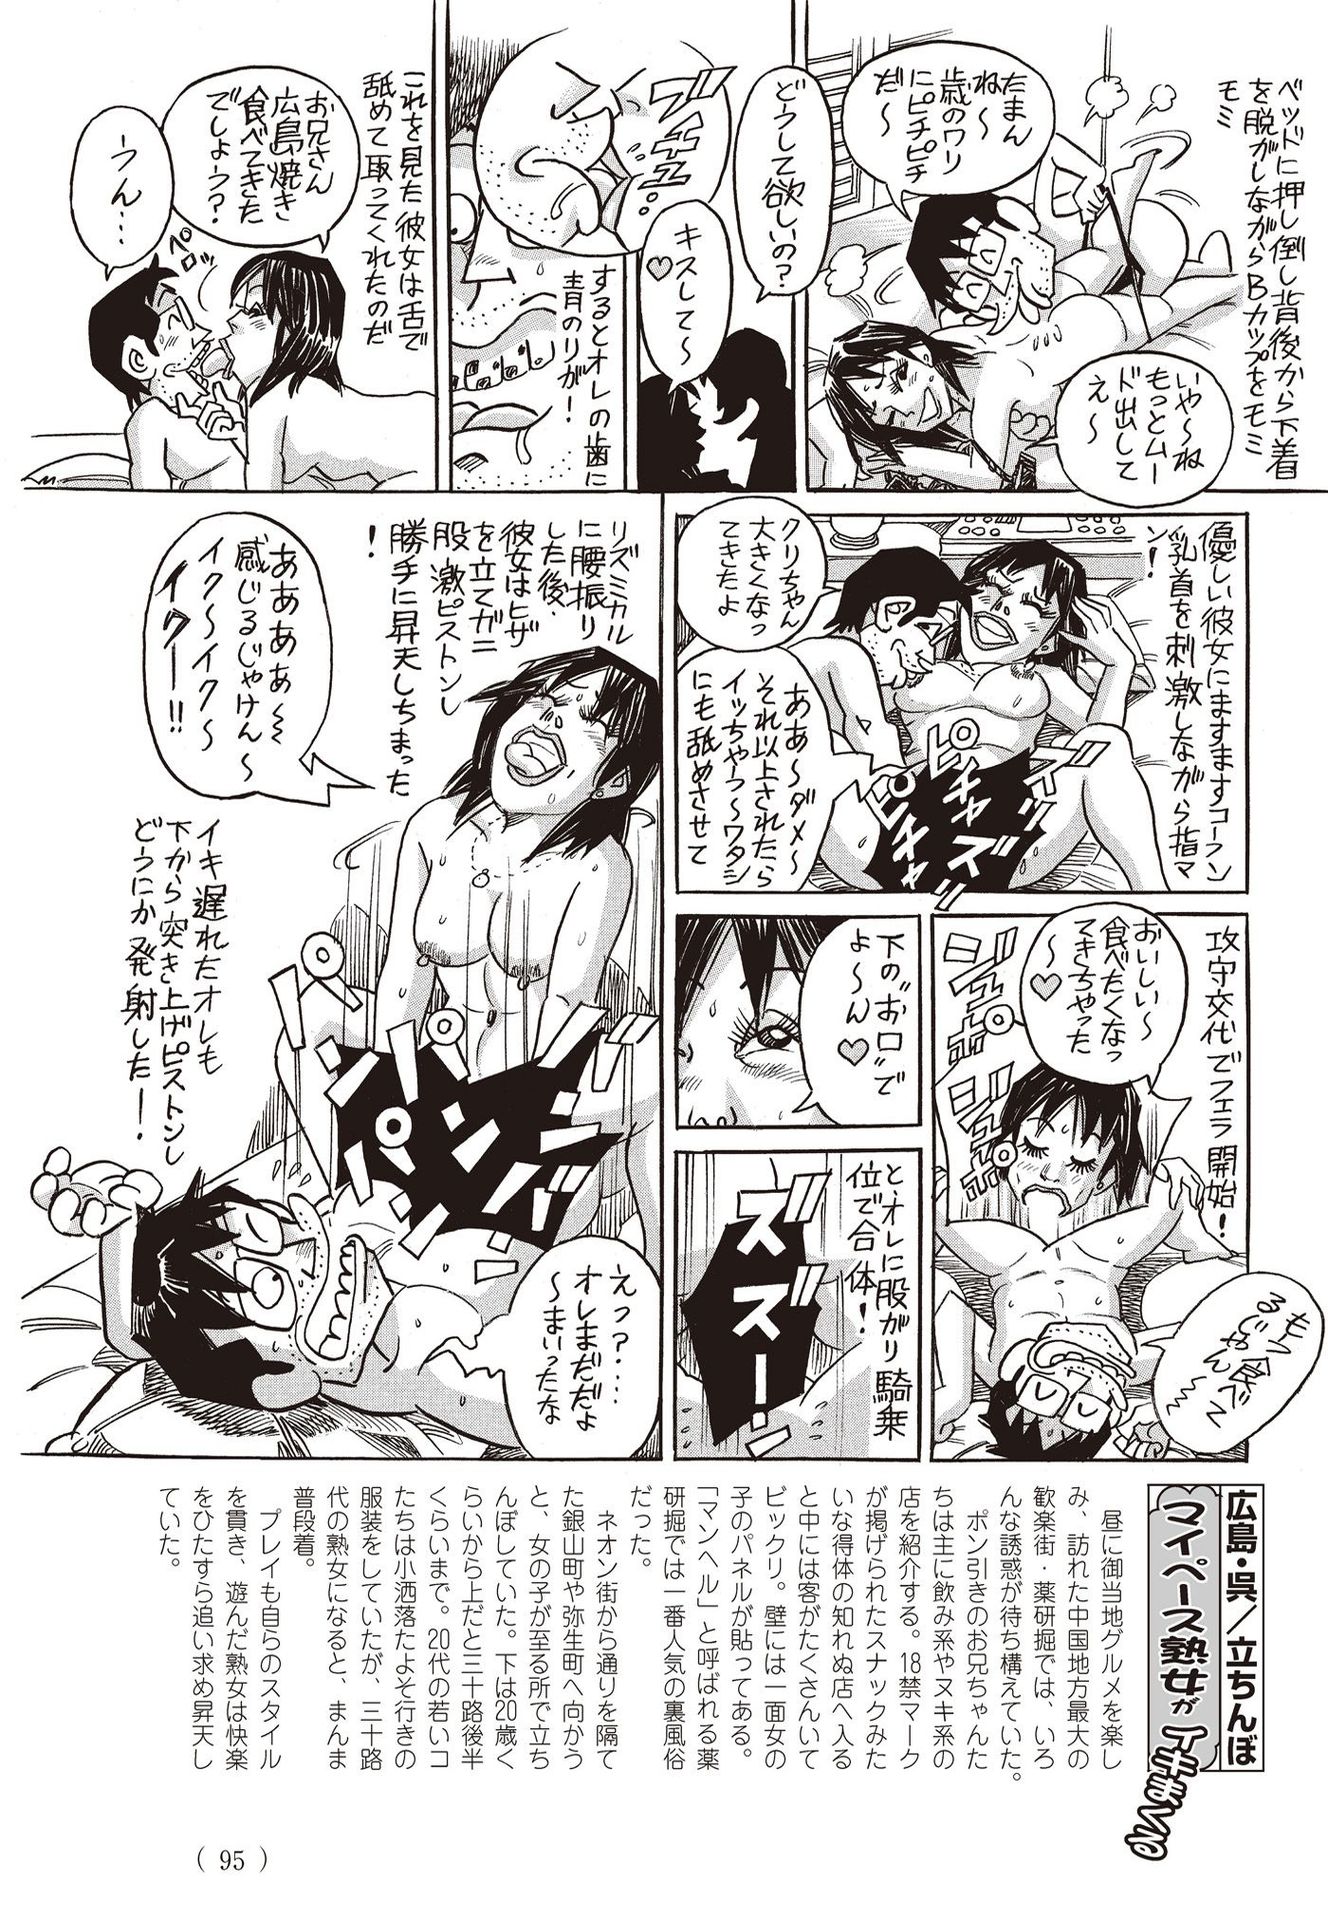 ベッドに押し倒し背後から下着
を脱がしながらBカップをモミ
モミ
たまん
ね〜
歳のワリ
にピチピチ
だ〜
いや〜ね
もっとムー
ド出して
え〜
どうして欲しいの?
キスして〜♡
ギュ…
するとオレの歯に
青のりが!
これを見た彼女は舌で
舐めて取ってくれたのだ
お兄さん
広島焼き
食べてきた
でしょう?
うん…
ペロッ
優しい彼女にますますコーフン
乳首を刺激しながら指マ
ン!
クリちゃん
大きくなっ
てきたよ
ああ〜ダメ〜
それ以上されたら
イッちゃう〜ワタシ
にも舐めさせて
ピチャピチャ
ズイッズイッ
攻守交代でフェラ開始!
おいしい〜
食べたくなっ
てきちゃった
〜♡
ジュポジュポ
もう食べて
るじゃん〜
下の〝お口〟で
よ〜ん♡
とオレに股がり騎乗
位で合体!
ズズー!
リズミカル
に腰振り
した後、
彼女はヒザ
を立てガニ
股激ピストンし
勝手に昇天しちまった
!
あああぁ〜
感じるじゃけん〜
イク〜イク〜
イクー!!
パンパンパンパン
えっ?…
オレまだだよ
〜まいったな
イキ遅れたオレも
下から突き上げピストンし
どうにか発射した!
広島・呉/立ちんぼ
マイペース熟女がイキまくる
昼に御当地グルメを楽し
み、訪れた中国地方最大の
歓楽街・薬研堀では、いろ
んな誘惑が待ち構えていた。
ポン引きのお兄ちゃんた
ちは主に飲み系やヌキ系の
店を紹介する。18禁マーク
が掲げられたスナックみた
いな得体の知れぬ店へ入る
と中には客がたくさんいて
ビックリ。壁には一面女の
子のパネルが貼ってある。
「マンヘル」と呼ばれる薬
研堀では一番人気の裏風俗
だった。
ネオン街から通りを隔て
た銀山町や弥生町へ向かう
と、女の子が至る所で立ち
んぼしていた。下は20歳く
らいから上だと三十路後半
くらいまで。20代の若いコ
たちは小洒落たよそ行きの
服装をしていたが、三十路
代の熟女になると、まんま
普段着。
プレイも自らのスタイル
を貫き、遊んだ熟女は快楽
をひたすら追い求め昇天し
ていた。
(95)